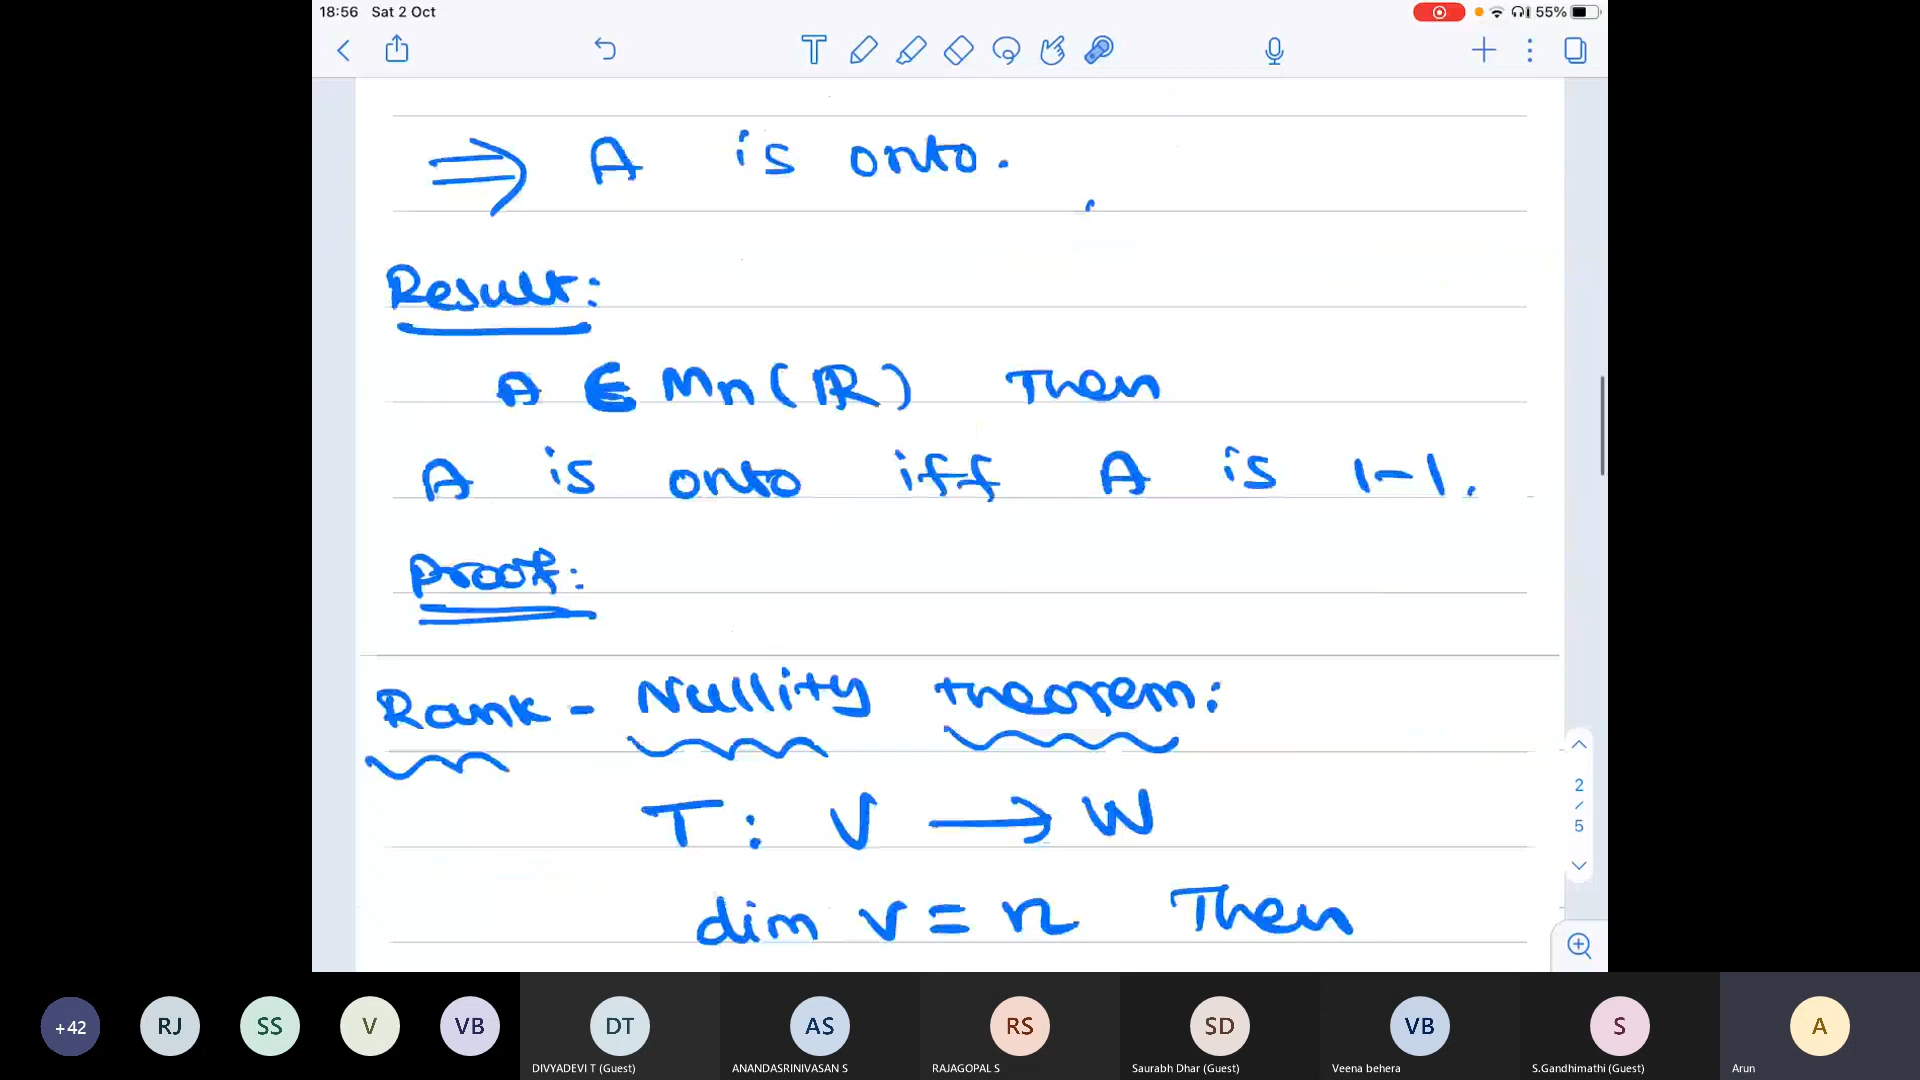 18:56 Sat 2 Oct
55%
⇒ A is onto.
Result:
A ∈ Mn(ℝ) Then
A is onto iff A is 1-1.
Proof:
Rank - Nullity theorem:
T: V → W
dim V = n Then
2
/
5
+42 RJ SS V VB DT AS RS SD VB S A
DIVYADEVI T (Guest) ANANDASRINIVASAN S RAJAGOPAL S Saurabh Dhar (Guest) Veena behera S.Gandhimathi (Guest) Arun